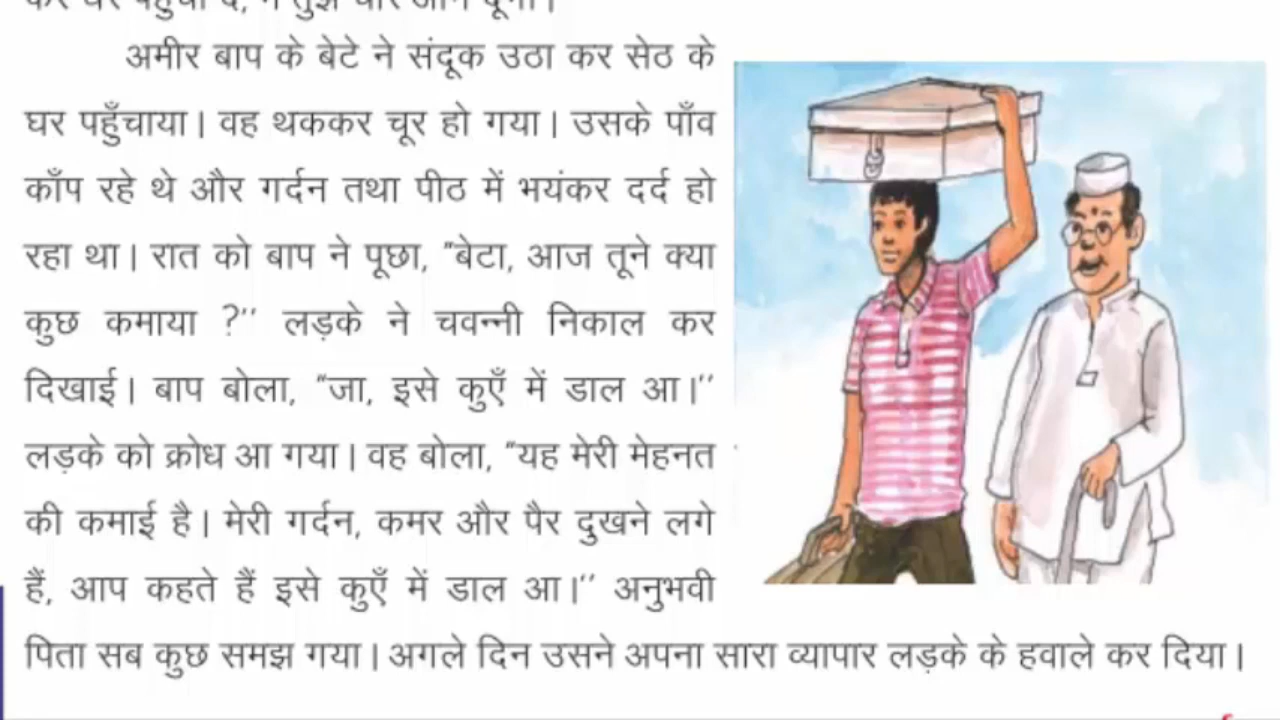 अमीर बाप के बेटे ने संदूक उठा कर सेठ के
घर पहुँचाया। वह थककर चूर हो गया। उसके पाँव
काँप रहे थे और गर्दन तथा पीठ में भयंकर दर्द हो
रहा था। रात को बाप ने पूछा, "बेटा, आज तूने क्या
कुछ कमाया ?'' लड़के ने चवन्नी निकाल कर
दिखाई। बाप बोला, "जा, इसे कुएँ में डाल आ।''
लड़के को क्रोध आ गया। वह बोला, "यह मेरी मेहनत
की कमाई है। मेरी गर्दन, कमर और पैर दुखने लगे
हैं, आप कहते हैं इसे कुएँ में डाल आ।'' अनुभवी
पिता सब कुछ समझ गया। अगले दिन उसने अपना सारा व्यापार लड़के के हवाले कर दिया।